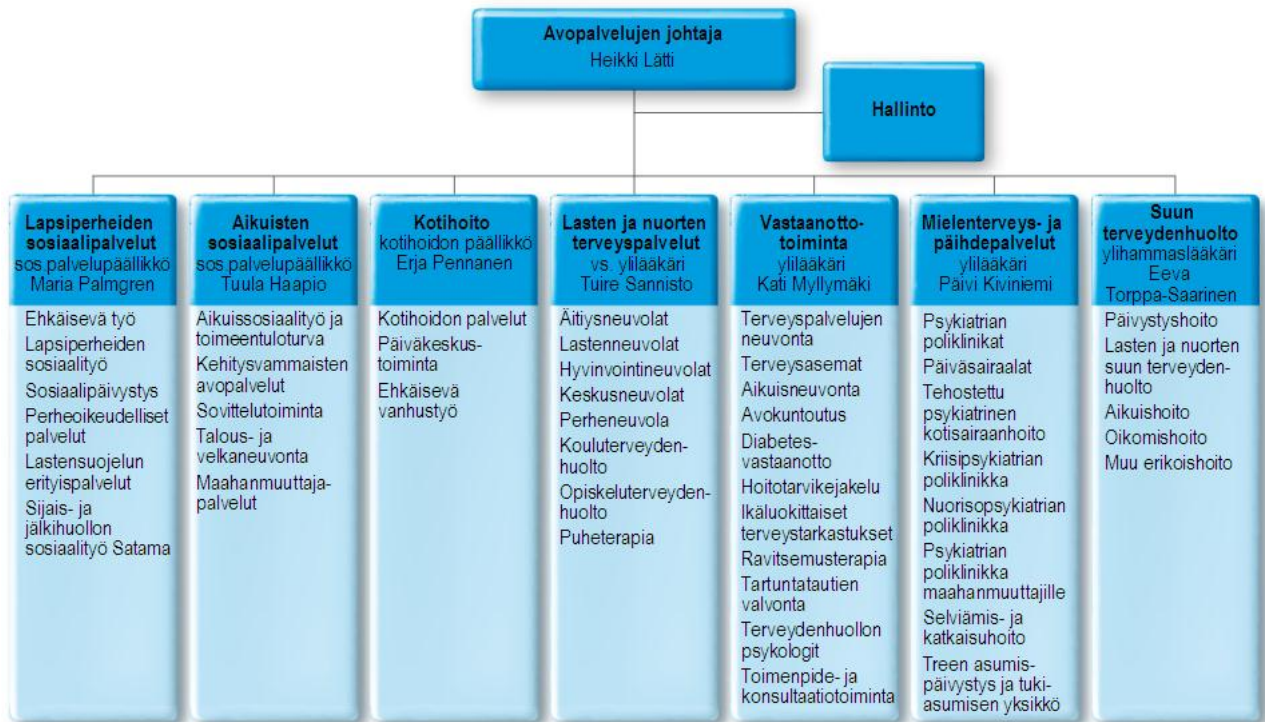 Avopalvelujen johtaja
Heikki Lätti
Hallinto
Lapsiperheiden
sosiaalipalvelut
sos.palvelupäällikkö
Maria Palmgren
Ehkäisevä työ
Lapsiperheiden
sosiaalityö
Sosiaalipäivystys
Perheoikeudelliset
palvelut
Lastensuojelun
erityispalvelut
Sijais- ja
jälkihuollon
sosiaalityö Satama
Aikuisten
sosiaalipalvelut
sos.palvelupäällikkö
Tuula Haapio
Aikuissosiaalityö ja
toimeentuloturva
Kehitysvammaisten
avopalvelut
Sovittelutoiminta
Talous- ja
velkaneuvonta
Maahanmuuttaja-
palvelut
Kotihoito
kotihoidon päällikkö
Erja Pennanen
Kotihoidon palvelut
Päiväkeskus-
toiminta
Ehkäisevä
vanhustyö
Lasten ja nuorten
terveyspalvelut
vs. ylilääkäri
Tuire Sannisto
Äitiysneuvolat
Lastenneuvolat
Hyvinvointineuvolat
Keskusneuvolat
Perheneuvola
Kouluterveyden-
huolto
Opiskeluterveyden-
huolto
Puheterapia
Vastaanotto-
toiminta
ylilääkäri
Kati Myllymäki
Terveyspalvelujen
neuvonta
Terveysasemat
Aikuisneuvonta
Avokuntoutus
Diabetes-
vastaanotto
Hoitotarvikejakelu
Ikäluokittaiset
terveystarkastukset
Ravitsemusterapia
Tartuntatautien
valvonta
Terveydenhuollon
psykologit
Toimenpide- ja
konsultaatiotoiminta
Mielenterveys- ja
päihdepalvelut
ylilääkäri
Päivi Kiviniemi
Psykiatrian
poliklinikat
Päiväsairaalat
Tehostettu
psykiatrinen
kotisairaanhoito
Kriisipsykiatrian
poliklinikka
Nuorisopsykiatrian
poliklinikka
Psykiatrian
poliklinikka
maahanmuuttajille
Selviämis- ja
katkaisuhoito
Treen asumis-
päivystys ja tuki-
asumisen yksikkö
Suun
terveydenhuolto
ylihammaslääkäri
Eeva
Torppa-Saarinen
Päivystyshoito
Lasten ja nuorten
suun terveyden-
huolto
Aikuishoito
Oikomishoito
Muu erikoishoito